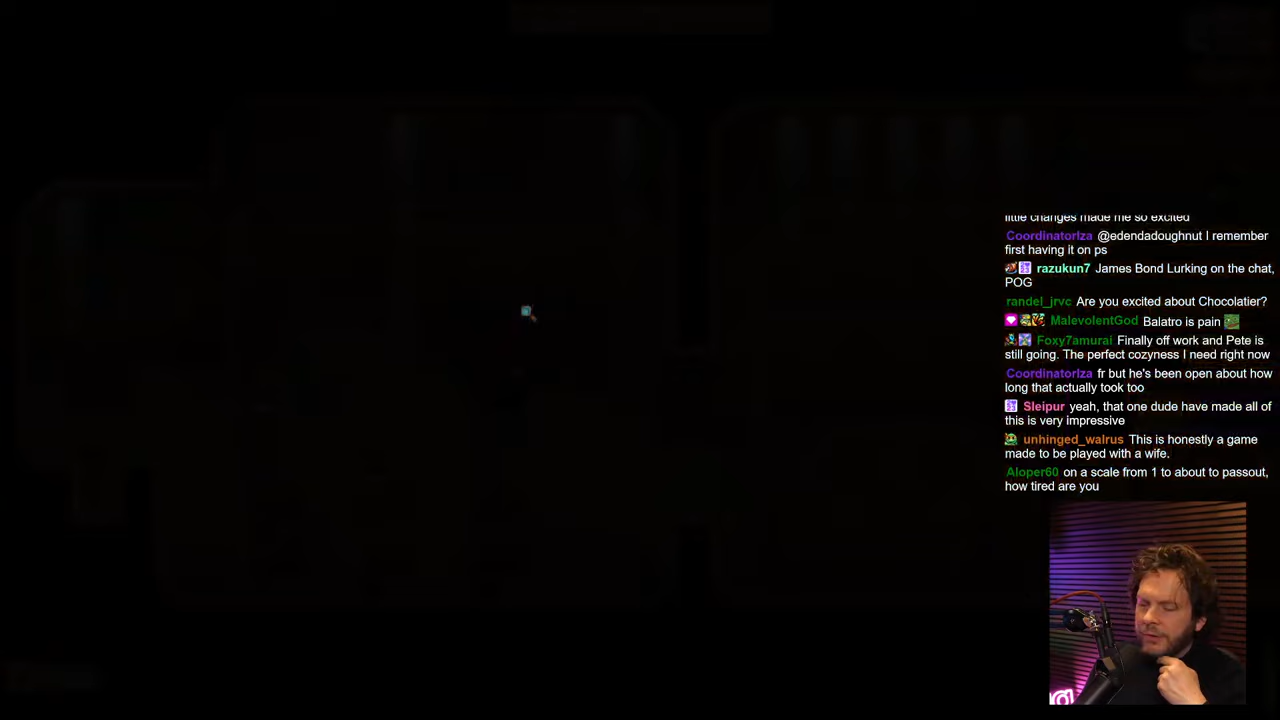 little changes made me so excited
CoordinatorIza @edendadoughnut I remember
first having it on ps
razukun7 James Bond Lurking on the chat,
POG
randel_jrvc Are you excited about Chocolatier?
MalevolentGod Balatro is pain
Foxy7amurai Finally off work and Pete is
still going. The perfect cozyness I need right now
CoordinatorIza fr but he's been open about how
long that actually took too
Sleipur yeah, that one dude have made all of
this is very impressive
unhinged_walrus This is honestly a game
made to be played with a wife.
Aloper60 on a scale from 1 to about to passout,
how tired are you